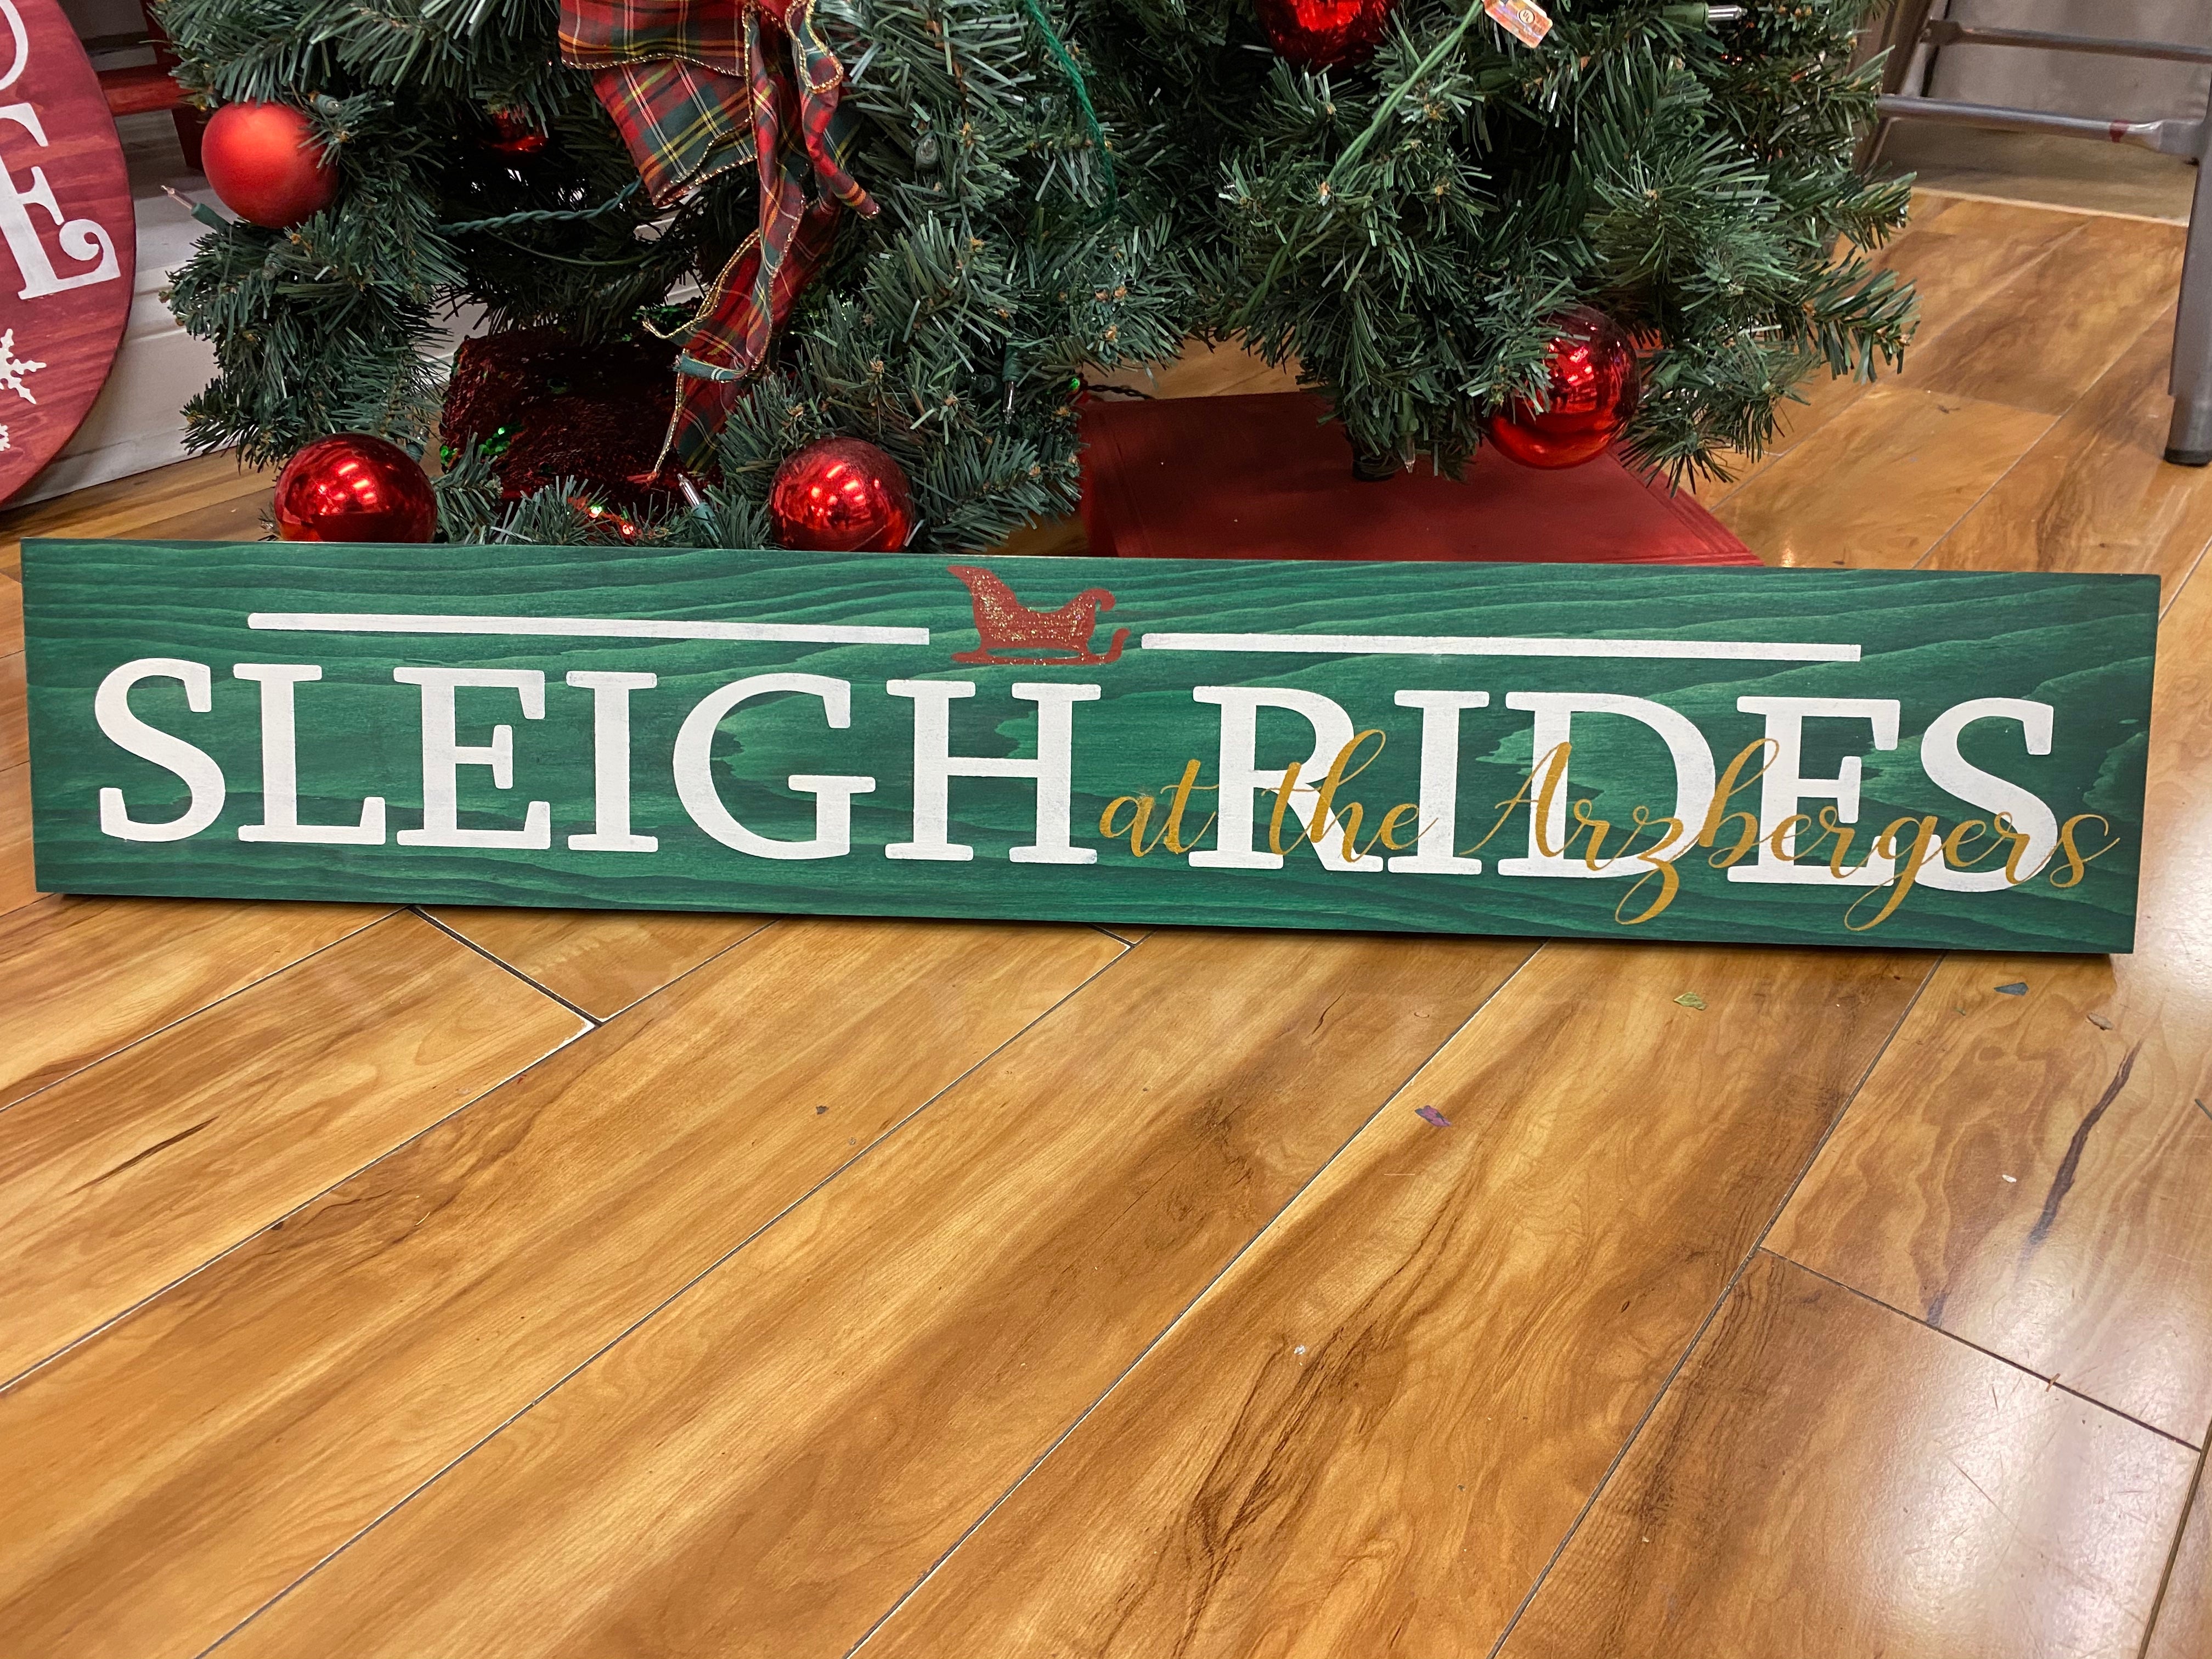 E
SLEIGH RIDES
at the Arzbergers